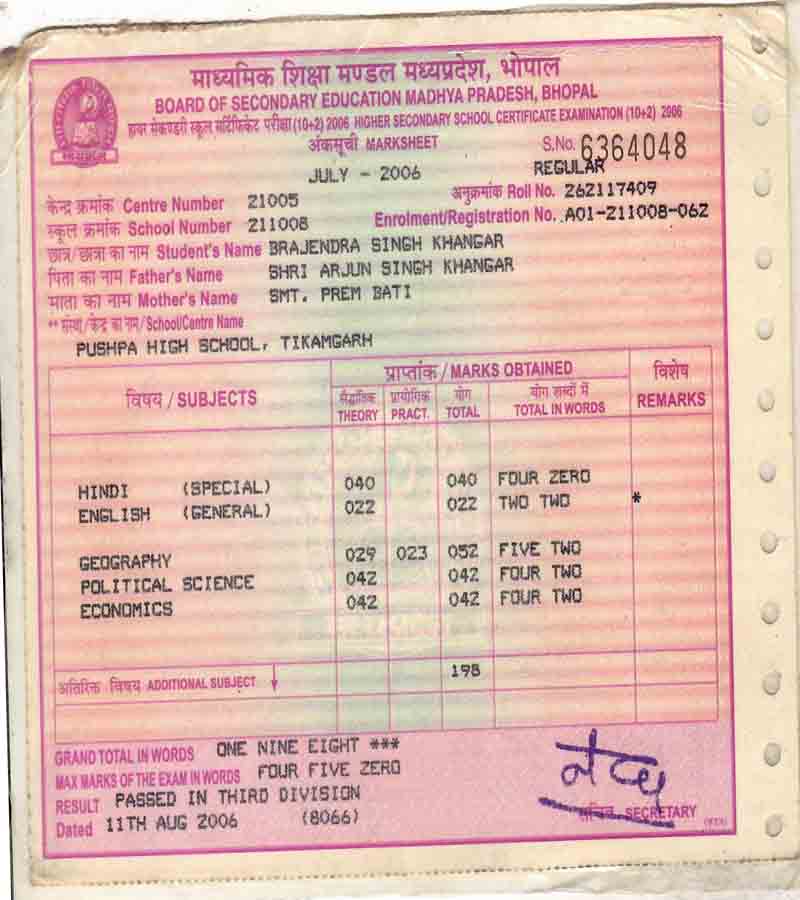 माध्यमिक शिक्षा मण्डल मध्यप्रदेश, भोपाल
BOARD OF SECONDARY EDUCATION MADHYA PRADESH, BHOPAL
हायर सेकण्डरी स्कूल सर्टिफिकेट परीक्षा (10+2) 2006 HIGHER SECONDARY SCHOOL CERTIFICATE EXAMINATION (10+2) 2006
अंकसूची MARKSHEET S.No. 6364048
JULY - 2006 REGULAR
केन्द्र क्रमांक Centre Number 21005 अनुक्रमांक Roll No. 262117409
स्कूल क्रमांक School Number 211008 Enrolment/Registration No. A01-211008-062
छात्र/छात्रा का नाम Student's Name BRAJENDRA SINGH KHANGAR
पिता का नाम Father's Name SHRI ARJUN SINGH KHANGAR
माता का नाम Mother's Name SMT. PREM BATI
** संस्था/केन्द्र का नाम/School/Centre Name
PUSHPA HIGH SCHOOL, TIKAMGARH
विषय / SUBJECTS प्राप्तांक / MARKS OBTAINED विशेष REMARKS
सैद्धांतिक THEORY प्रायोगिक PRACT. योग TOTAL योग शब्दों में TOTAL IN WORDS
HINDI (SPECIAL) 040 040 FOUR ZERO
ENGLISH (GENERAL) 022 022 TWO TWO *
GEOGRAPHY 029 023 052 FIVE TWO
POLITICAL SCIENCE 042 042 FOUR TWO
ECONOMICS 042 042 FOUR TWO
198
अतिरिक्त विषय ADDITIONAL SUBJECT
GRAND TOTAL IN WORDS ONE NINE EIGHT ***
MAX MARKS OF THE EXAM IN WORDS FOUR FIVE ZERO
RESULT PASSED IN THIRD DIVISION
सचिव SECRETARY
Dated 11TH AUG 2006 (8066)